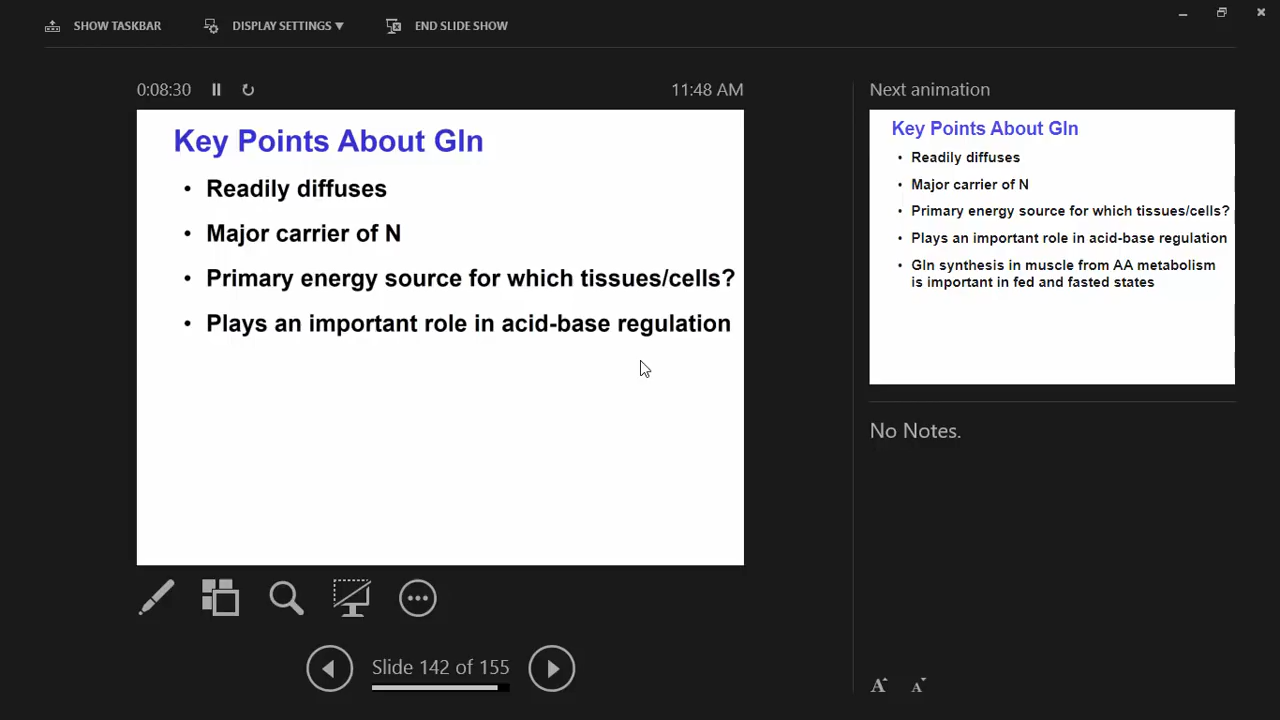 SHOW TASKBAR
DISPLAY SETTINGS ▼
END SLIDE SHOW
0:08:30
11:48 AM
Key Points About Gln
• Readily diffuses
• Major carrier of N
• Primary energy source for which tissues/cells?
• Plays an important role in acid-base regulation
Next animation
Key Points About Gln
• Readily diffuses
• Major carrier of N
• Primary energy source for which tissues/cells?
• Plays an important role in acid-base regulation
• Gln synthesis in muscle from AA metabolism
is important in fed and fasted states
No Notes.
Slide 142 of 155
A A